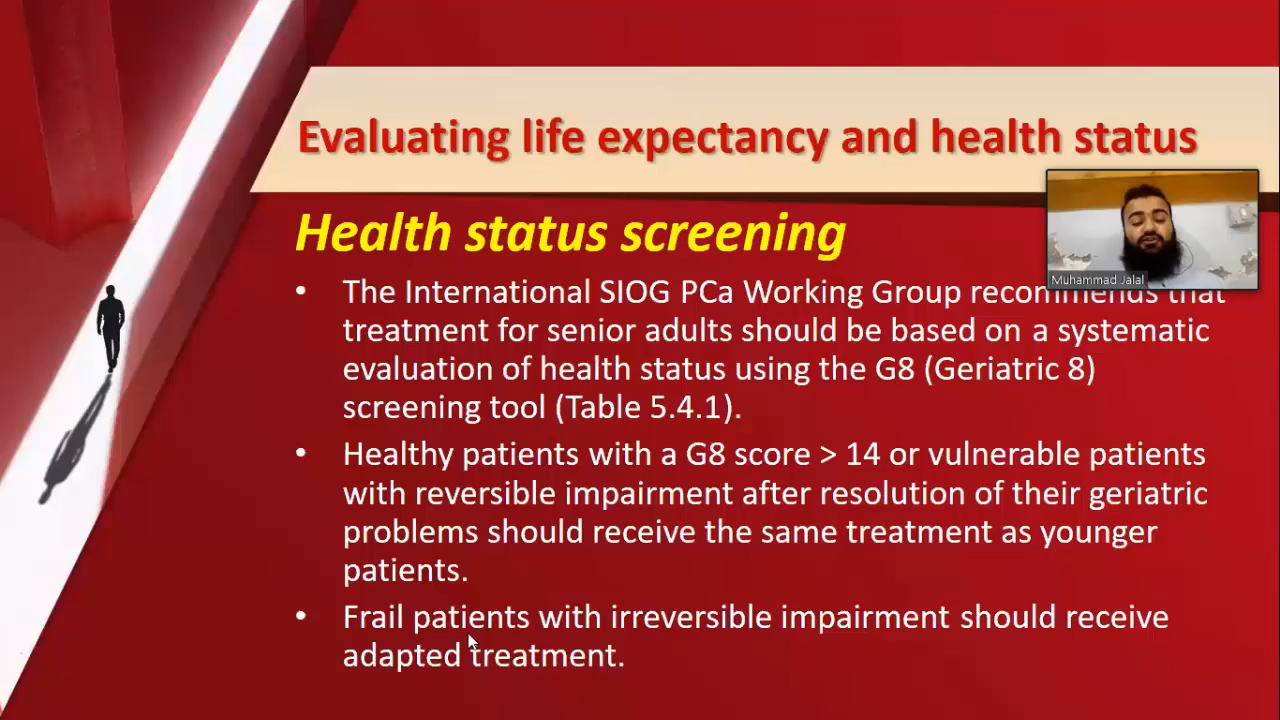 Evaluating life expectancy and health status
Health status screening
Muhammad Jalal
• The International SIOG PCa Working Group recommends that
treatment for senior adults should be based on a systematic
evaluation of health status using the G8 (Geriatric 8)
screening tool (Table 5.4.1).
• Healthy patients with a G8 score > 14 or vulnerable patients
with reversible impairment after resolution of their geriatric
problems should receive the same treatment as younger
patients.
• Frail patients with irreversible impairment should receive
adapted treatment.